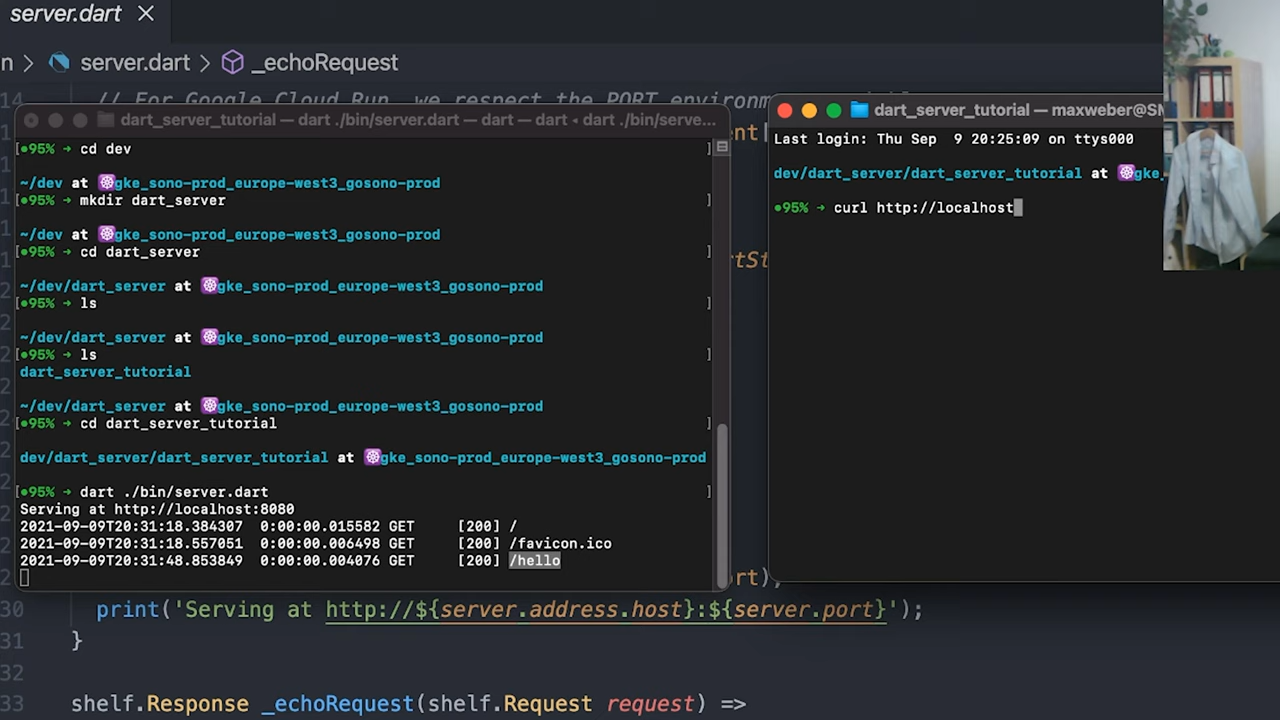 server.dart
n > server.dart > _echoRequest
14 // For Google Cloud Run, we respect the PORT environment
dart_server_tutorial — dart ./bin/server.dart — dart — dart ◂ dart ./bin/serve...
[●95% → cd dev ]
~/dev at gke_sono-prod_europe-west3_gosono-prod
[●95% → mkdir dart_server ]
~/dev at gke_sono-prod_europe-west3_gosono-prod
[●95% → cd dart_server ]
~/dev/dart_server at gke_sono-prod_europe-west3_gosono-prod
[●95% → ls ]
~/dev/dart_server at gke_sono-prod_europe-west3_gosono-prod
[●95% → ls ]
dart_server_tutorial
~/dev/dart_server at gke_sono-prod_europe-west3_gosono-prod
[●95% → cd dart_server_tutorial ]
dev/dart_server/dart_server_tutorial at gke_sono-prod_europe-west3_gosono-prod
[●95% → dart ./bin/server.dart ]
Serving at http://localhost:8080
2021-09-09T20:31:18.384307 0:00:00.015582 GET [200] /
2021-09-09T20:31:18.557051 0:00:00.006498 GET [200] /favicon.ico
2021-09-09T20:31:48.853849 0:00:00.004076 GET [200] /hello
dart_server_tutorial — maxweber@SM
Last login: Thu Sep 9 20:25:09 on ttys000
dev/dart_server/dart_server_tutorial at gke_
●95% → curl http://localhost
30 print('Serving at http://${server.address.host}:${server.port}');
31 }
32
33 shelf.Response _echoRequest(shelf.Request request) =>